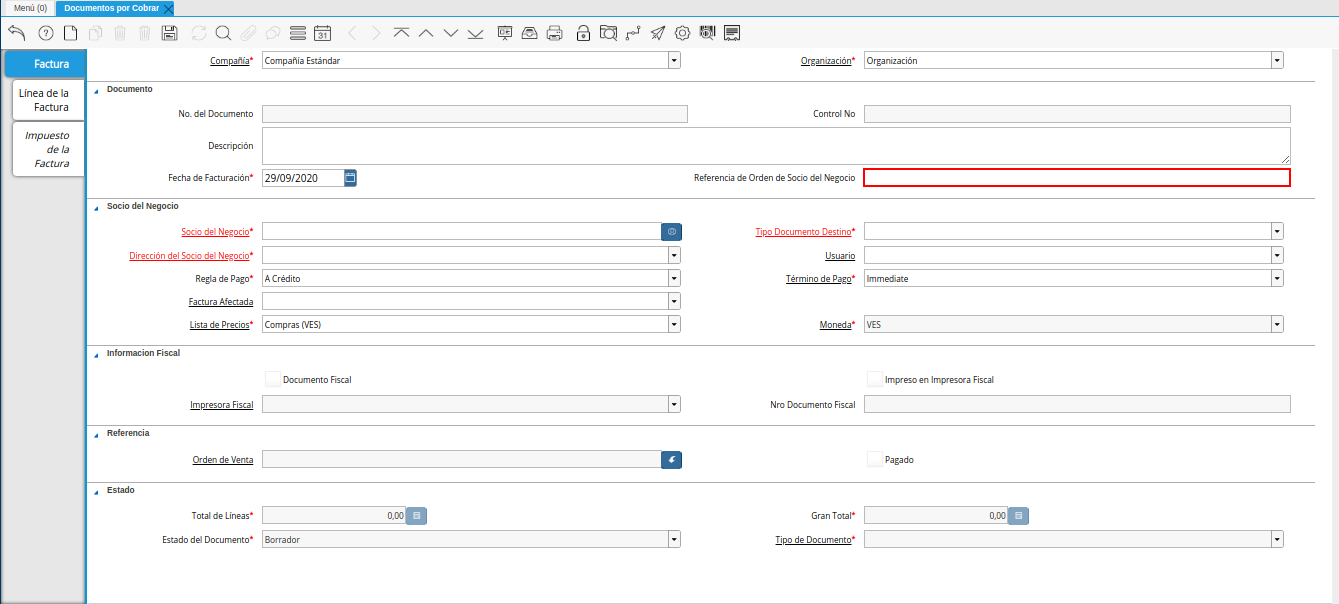 Menú (0) Documentos por Cobrar
31
Factura
Línea de la
Factura
Impuesto
de la
Factura
Compañía* Compañía Estándar Organización* Organización
Documento
No. del Documento Control No
Descripción
Fecha de Facturación* 29/09/2020 Referencia de Orden de Socio del Negocio
Socio del Negocio
Socio del Negocio* Tipo Documento Destino*
Dirección del Socio del Negocio* Usuario
Regla de Pago* A Crédito Término de Pago* Immediate
Factura Afectada
Lista de Precios* Compras (VES) Moneda* VES
Informacion Fiscal
Documento Fiscal Impreso en Impresora Fiscal
Impresora Fiscal Nro Documento Fiscal
Referencia
Orden de Venta Pagado
Estado
Total de Líneas* 0,00 Gran Total* 0,00
Estado del Documento* Borrador Tipo de Documento*